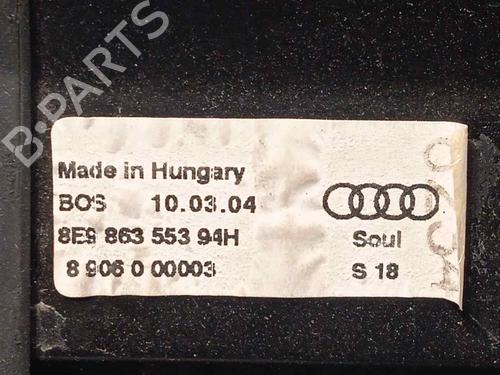 B-PARTS
Made in Hungary
BOS 10.03.04
8E9 863 553 94H Soul
8 906 0 00003 S 18